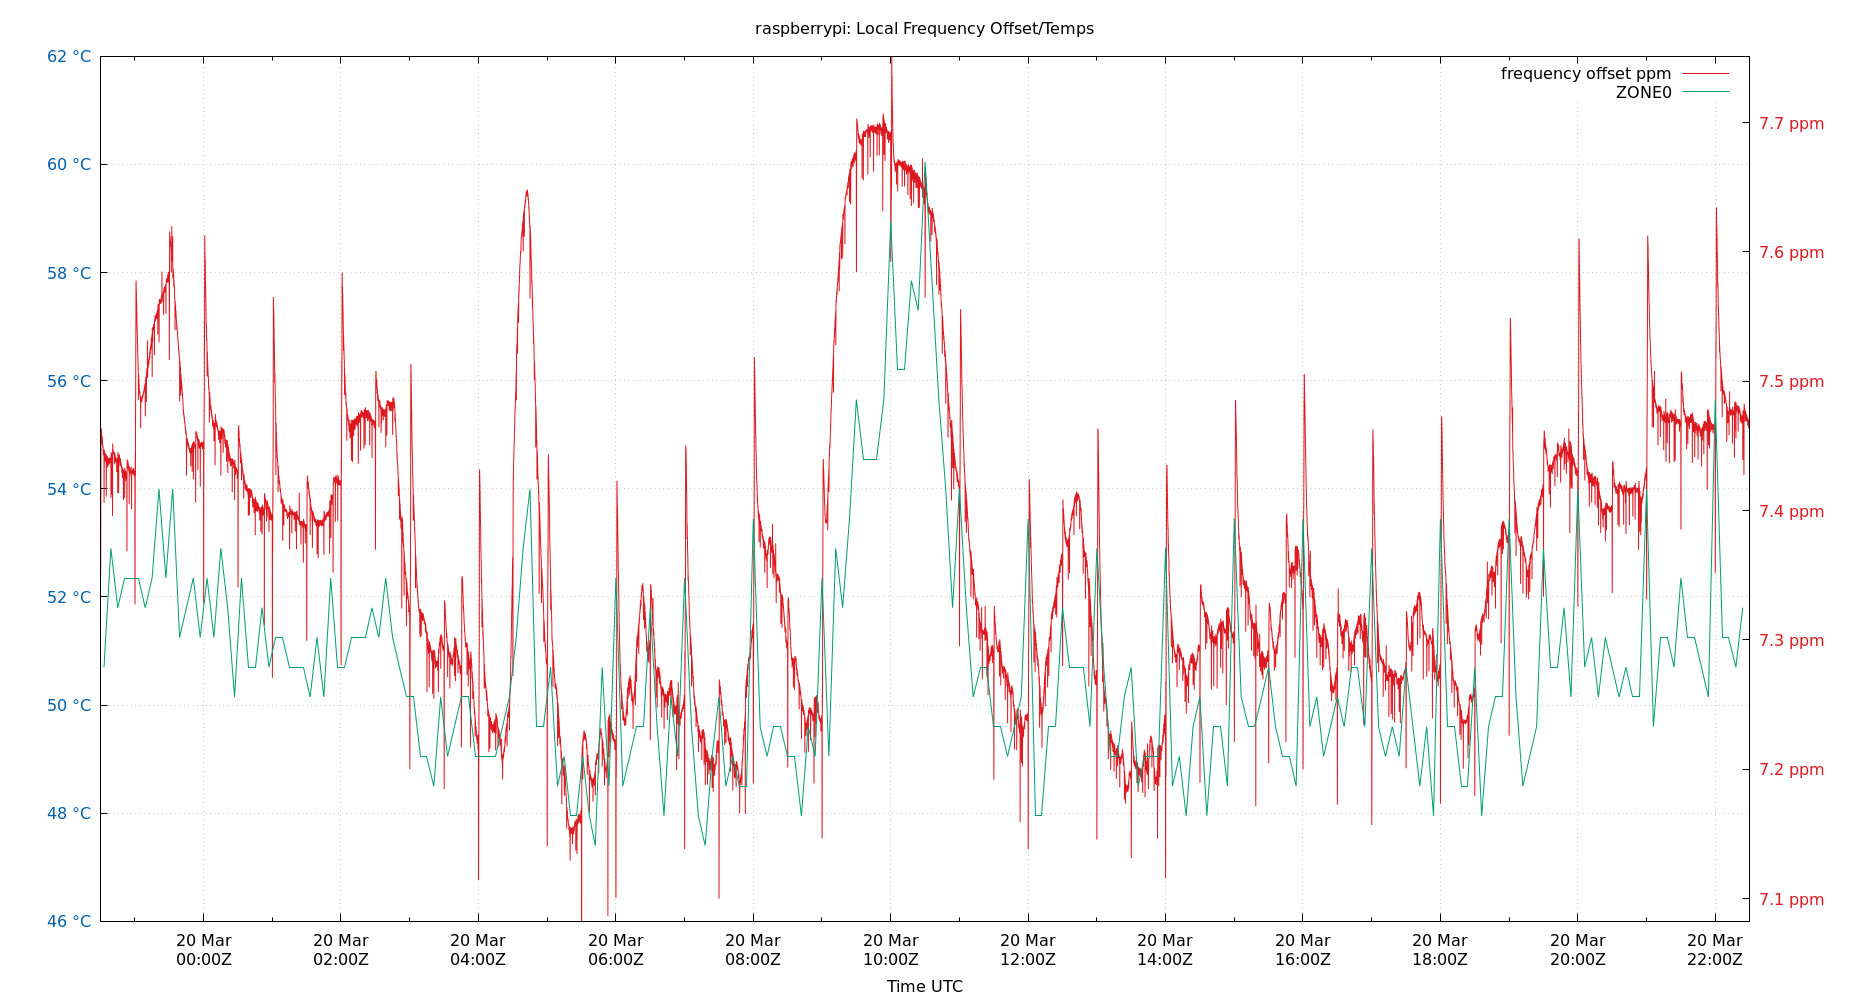 raspberrypi: Local Frequency Offset/Temps
frequency offset ppm
ZONE0
62 °C
60 °C
58 °C
56 °C
54 °C
52 °C
50 °C
48 °C
46 °C
7.7 ppm
7.6 ppm
7.5 ppm
7.4 ppm
7.3 ppm
7.2 ppm
7.1 ppm
20 Mar 20 Mar 20 Mar 20 Mar 20 Mar 20 Mar 20 Mar 20 Mar 20 Mar 20 Mar 20 Mar 20 Mar
00:00Z 02:00Z 04:00Z 06:00Z 08:00Z 10:00Z 12:00Z 14:00Z 16:00Z 18:00Z 20:00Z 22:00Z
Time UTC